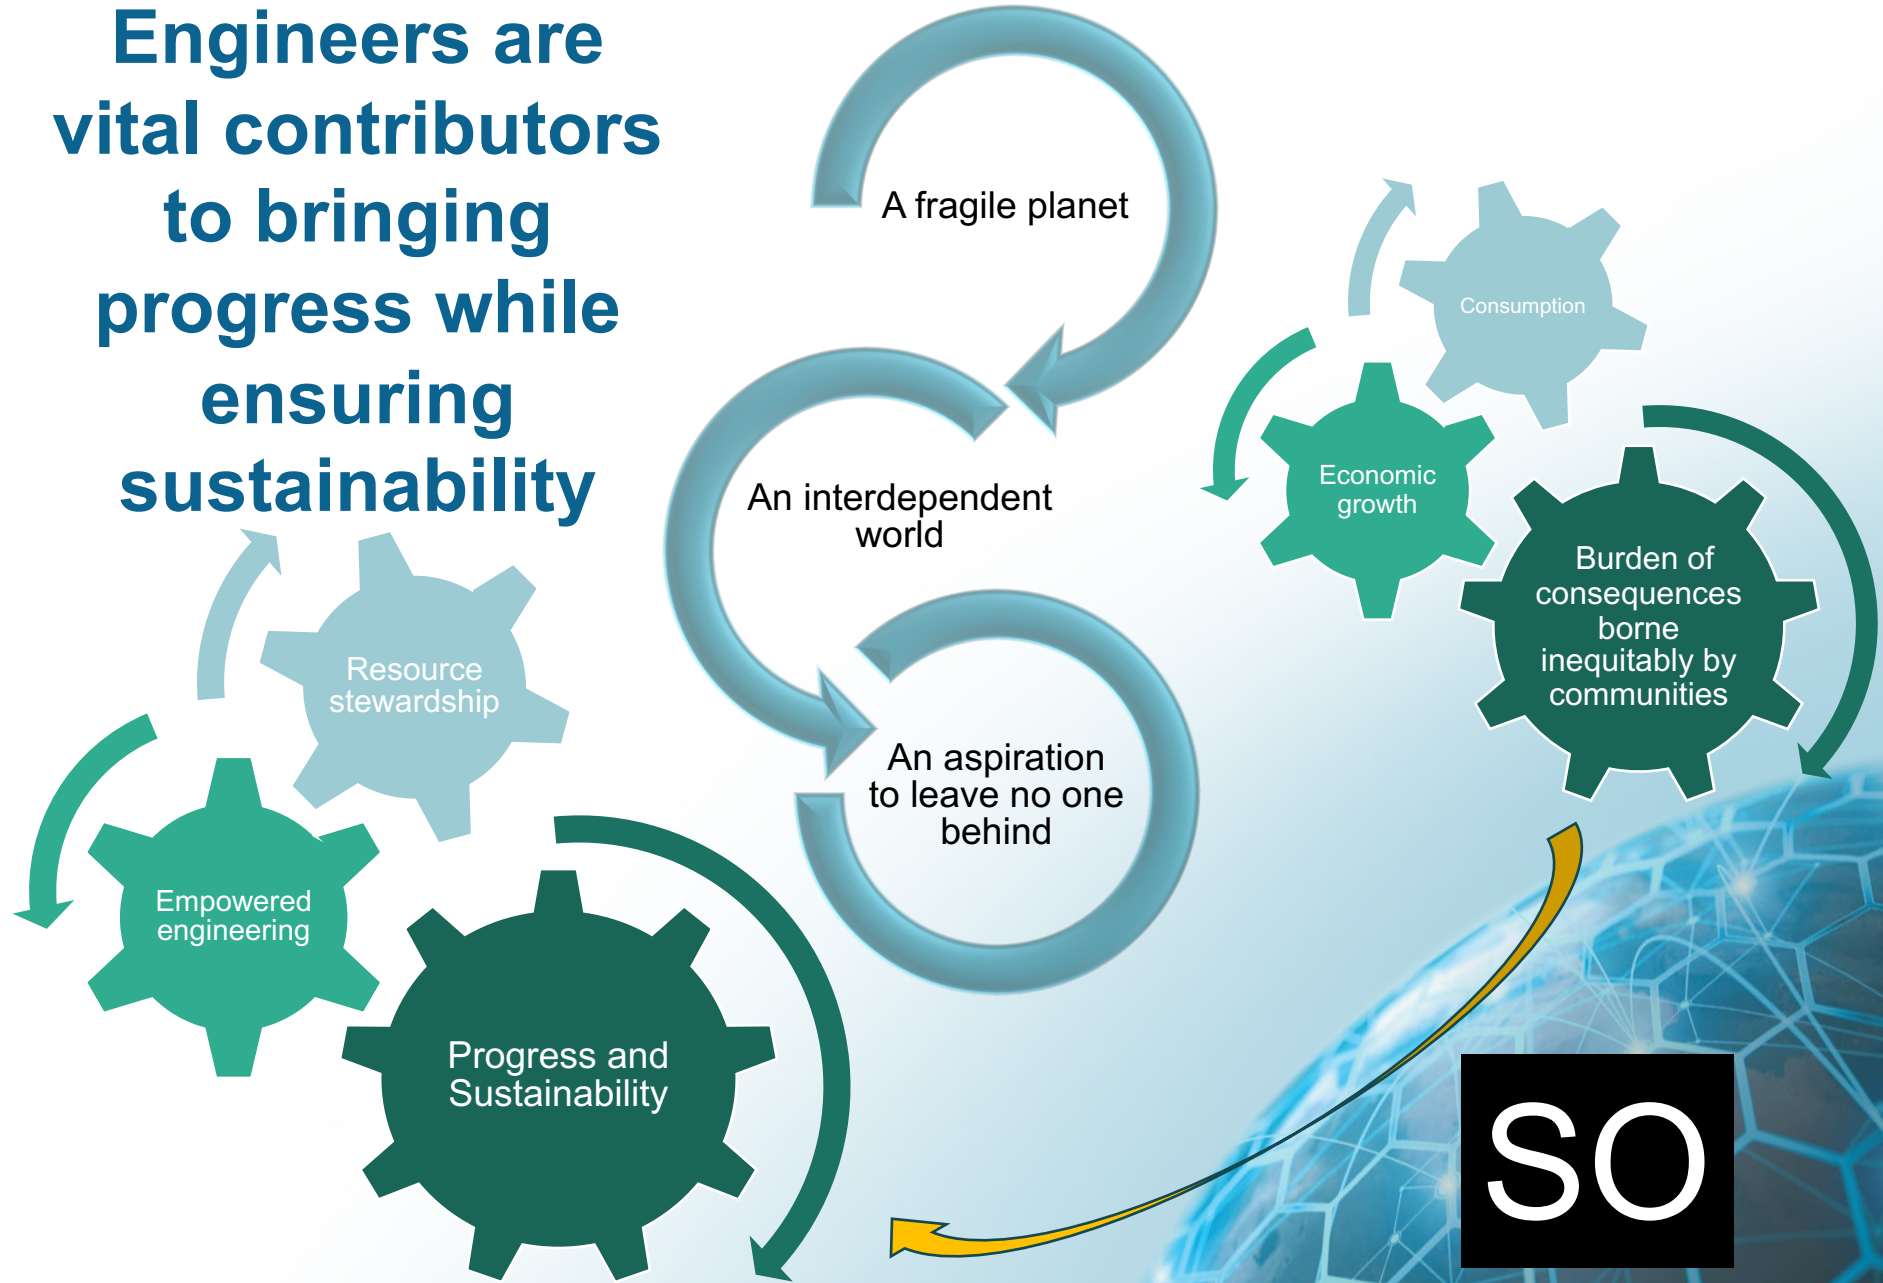 Engineers are
vital contributors
to bringing
progress while
ensuring
sustainability
A fragile planet
An interdependent
world
An aspiration
to leave no one
behind
Consumption
Economic
growth
Burden of
consequences
borne
inequitably by
communities
Resource
stewardship
Empowered
engineering
Progress and
Sustainability
SO